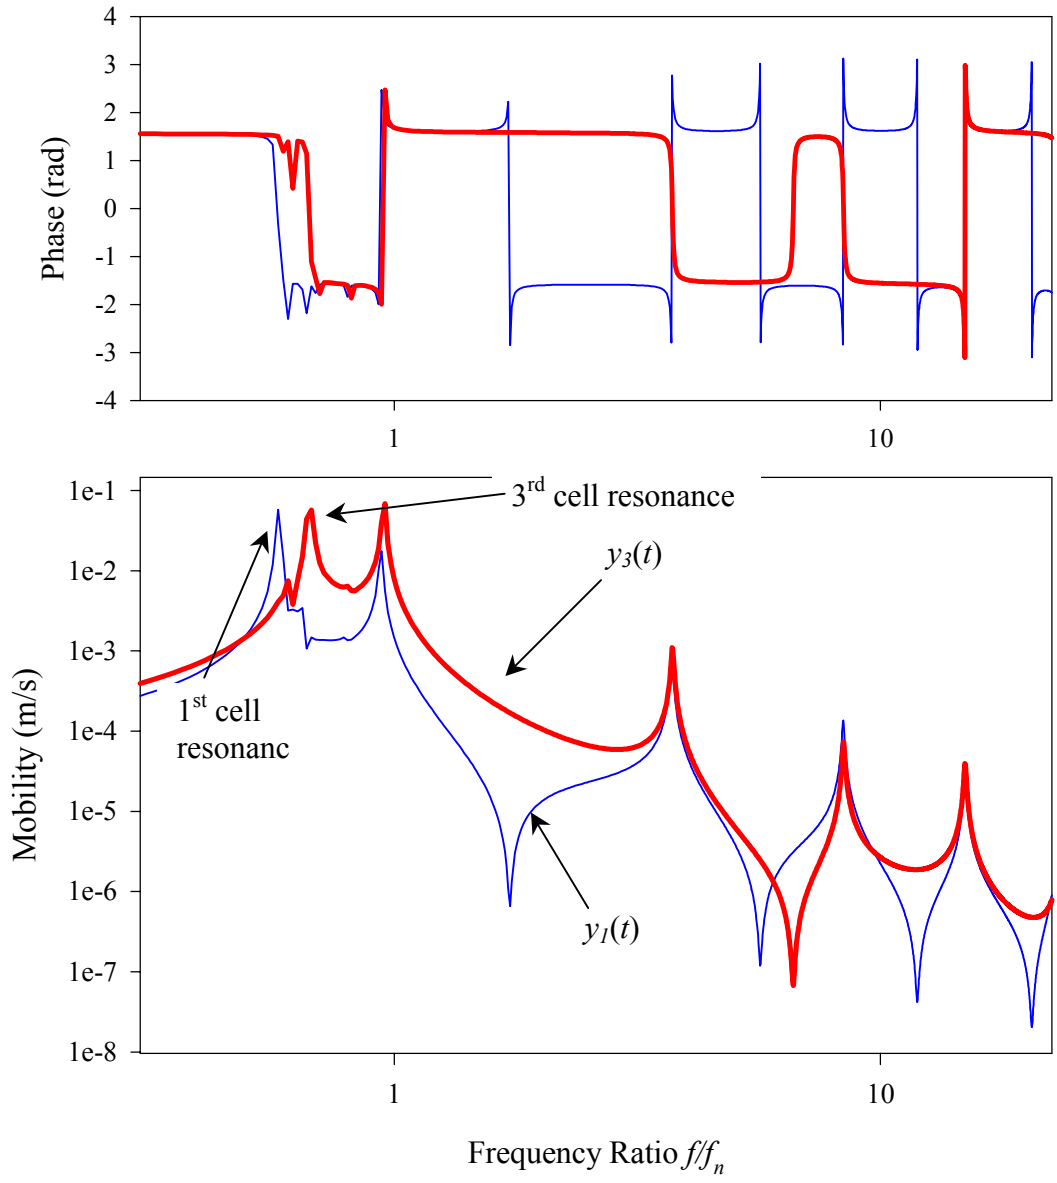 4
3
2
1
0
-1
-2
-3
-4
Phase (rad)
1 10
1e-1
1e-2
1e-3
1e-4
1e-5
1e-6
1e-7
1e-8
Mobility (m/s)
3rd cell resonance
y3(t)
1st cell
resonanc
y1(t)
1 10
Frequency Ratio f/fn